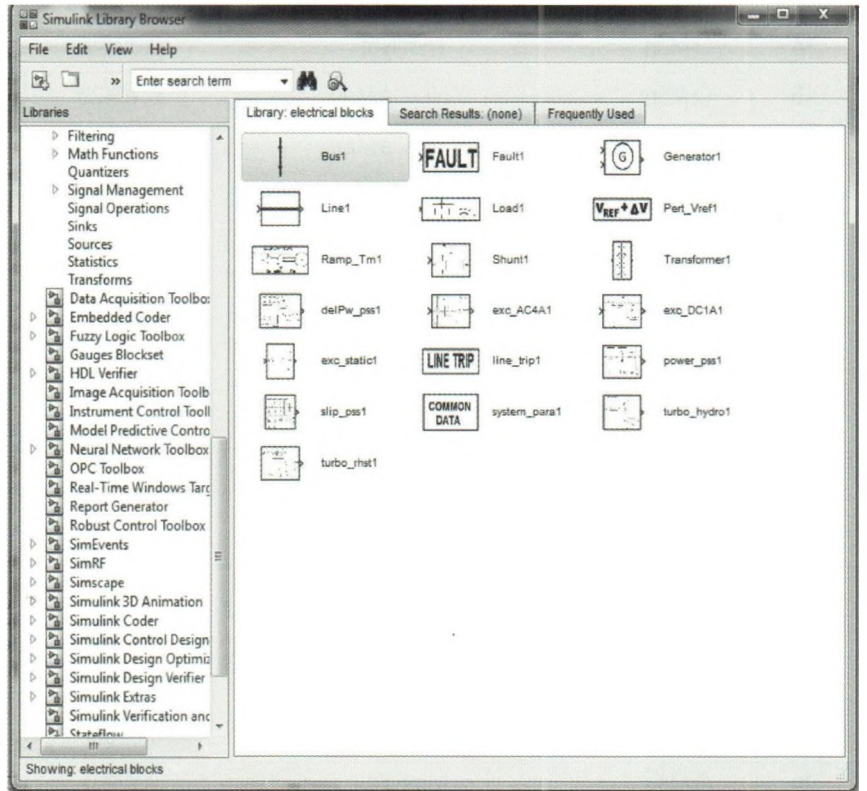 Simulink Library Browser
File Edit View Help
» Enter search term
Libraries
Library: electrical blocks Search Results: (none) Frequently Used
Filtering
Math Functions
Quantizers
Signal Management
Signal Operations
Sinks
Sources
Statistics
Transforms
Data Acquisition Toolbo
Embedded Coder
Fuzzy Logic Toolbox
Gauges Blockset
HDL Verifier
Image Acquisition Toolb
Instrument Control Tooll
Model Predictive Contro
Neural Network Toolbox
OPC Toolbox
Real-Time Windows Targ
Report Generator
Robust Control Toolbox
SimEvents
SimRF
Simscape
Simulink 3D Animation
Simulink Coder
Simulink Control Design
Simulink Design Optimiz
Simulink Design Verifier
Simulink Extras
Simulink Verification and
Stateflow
Bus1
FAULT Fault1
G Generator1
Line1
Load1
VREF + ΔV Pert_Vref1
Ramp_Tm1
Shunt1
Transformer1
delPw_pss1
exc_AC4A1
exc_DC1A1
exc_static1
LINE TRIP line_trip1
power_pss1
slip_pss1
COMMON
DATA
system_para1
turbo_hydro1
turbo_rhst1
Showing: electrical blocks